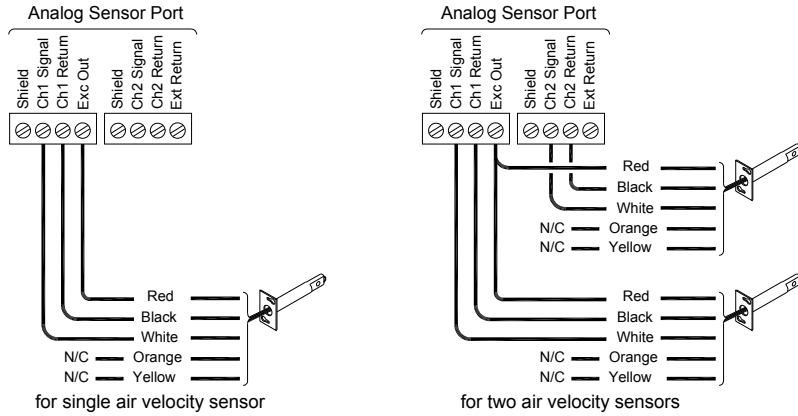 Analog Sensor Port
Shield
Ch1 Signal
Ch1 Return
Exc Out
Shield
Ch2 Signal
Ch2 Return
Ext Return
Red
Black
White
N/C Orange
N/C Yellow
for single air velocity sensor
Analog Sensor Port
Shield
Ch1 Signal
Ch1 Return
Exc Out
Shield
Ch2 Signal
Ch2 Return
Ext Return
Red
Black
White
N/C Orange
N/C Yellow
Red
Black
White
N/C Orange
N/C Yellow
for two air velocity sensors